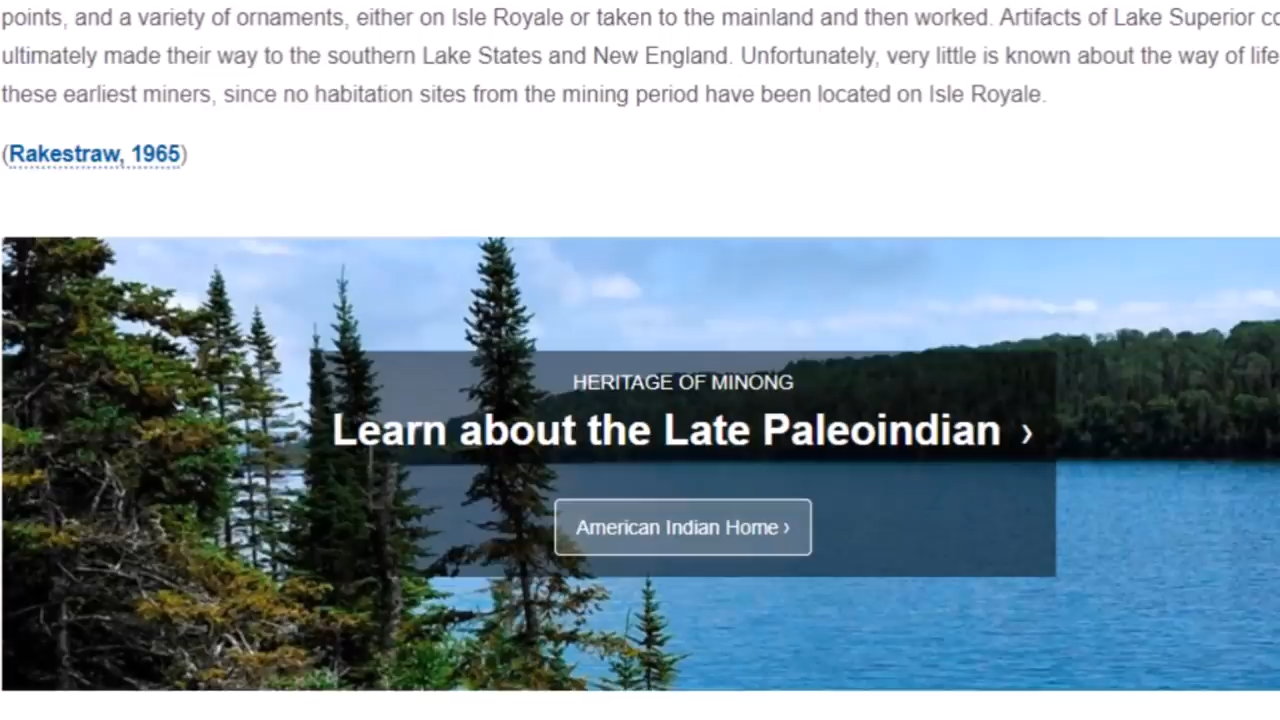 points, and a variety of ornaments, either on Isle Royale or taken to the mainland and then worked. Artifacts of Lake Superior
ultimately made their way to the southern Lake States and New England. Unfortunately, very little is known about the way of life
these earliest miners, since no habitation sites from the mining period have been located on Isle Royale.
(Rakestraw, 1965)
HERITAGE OF MINONG
Learn about the Late Paleoindian ›
American Indian Home ›